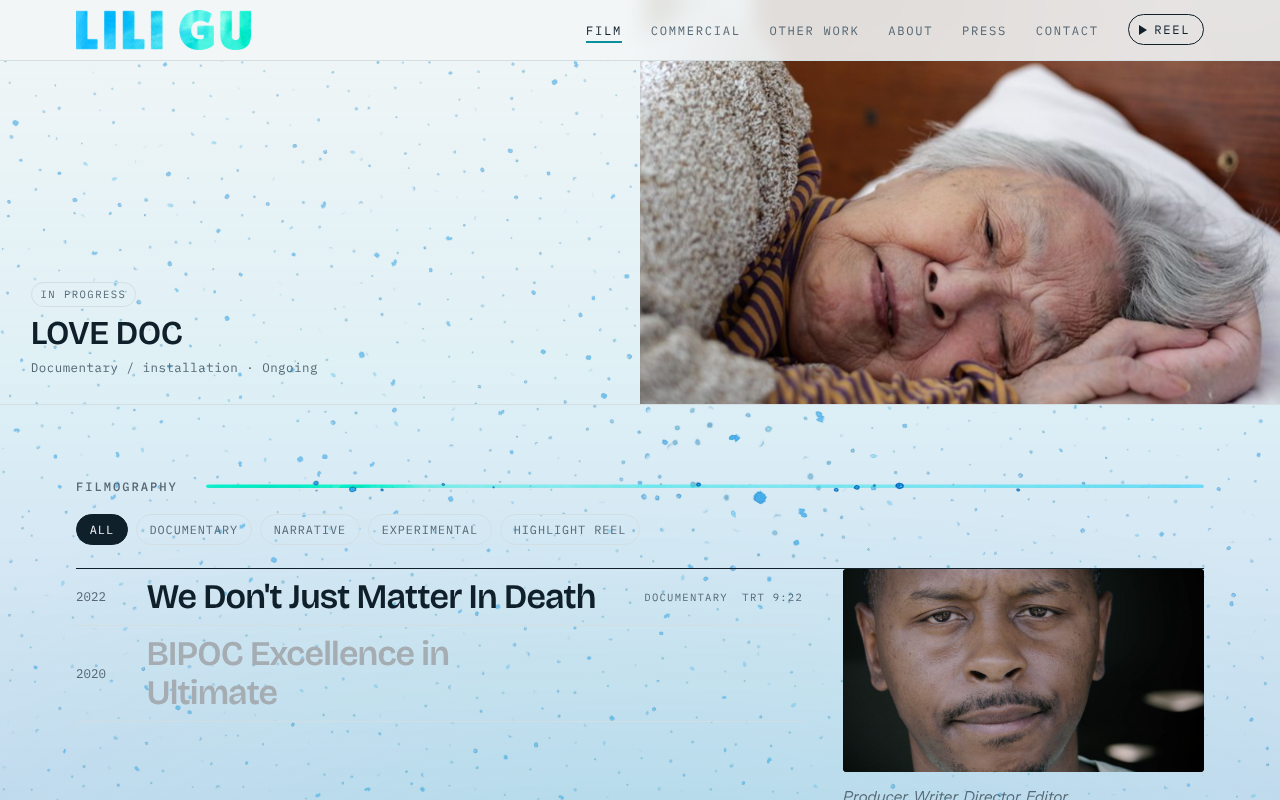 LILI GU
FILM COMMERCIAL OTHER WORK ABOUT PRESS CONTACT REEL
IN PROGRESS
LOVE DOC
Documentary / installation · Ongoing
FILMOGRAPHY
ALL DOCUMENTARY NARRATIVE EXPERIMENTAL HIGHLIGHT REEL
2022 We Don't Just Matter In Death DOCUMENTARY TRT 9:22
2020 BIPOC Excellence in
Ultimate
Producer, Writer, Director, Editor